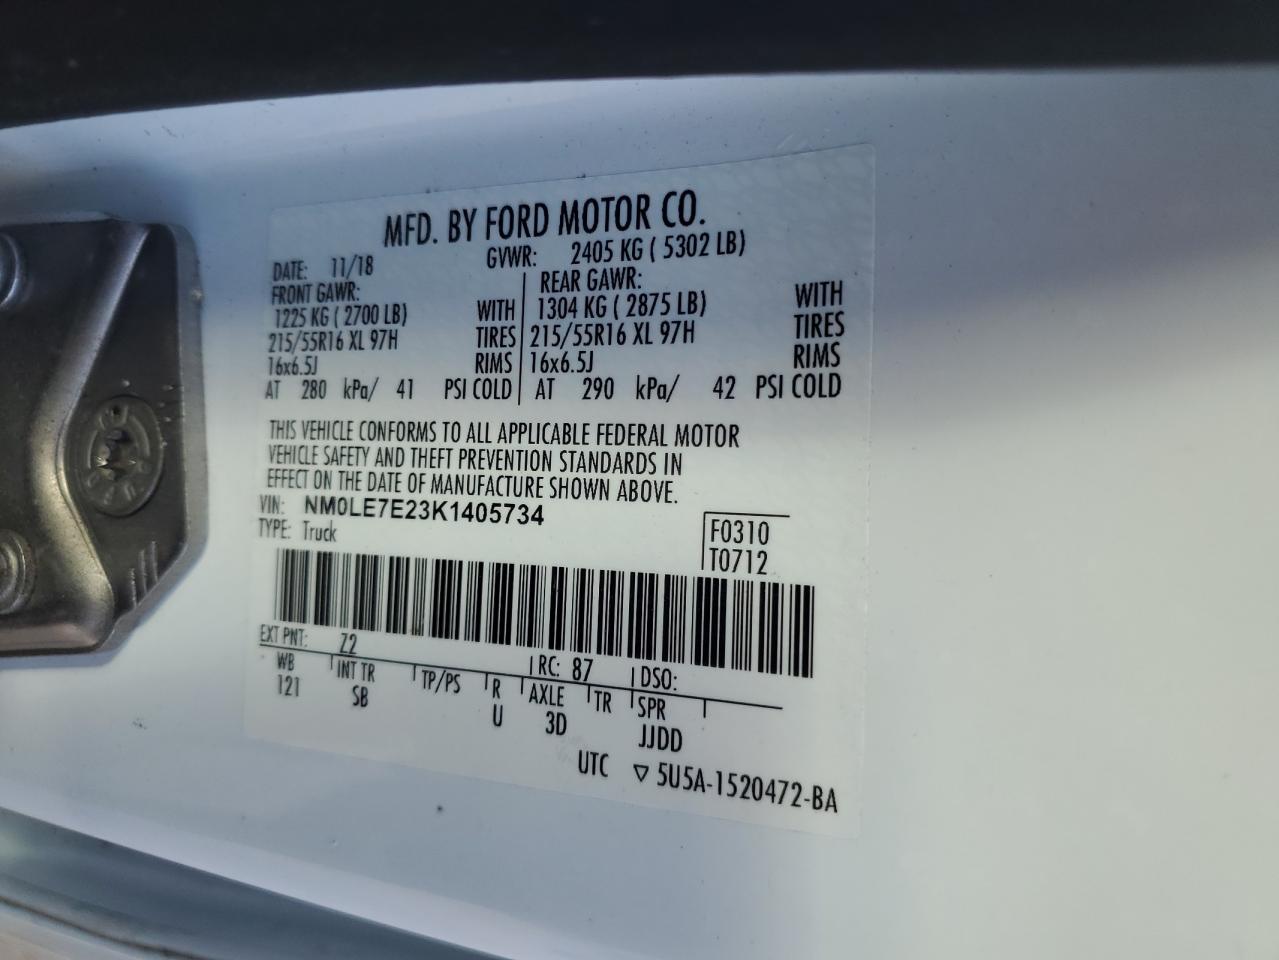 MFD. BY FORD MOTOR CO.
DATE: 11/18 GVWR: 2405 KG ( 5302 LB)
FRONT GAWR: REAR GAWR:
1225 KG ( 2700 LB) WITH 1304 KG ( 2875 LB) WITH
215/55R16 XL 97H TIRES 215/55R16 XL 97H TIRES
16x6.5J RIMS 16x6.5J RIMS
AT 280 kPa/ 41 PSI COLD AT 290 kPa/ 42 PSI COLD
THIS VEHICLE CONFORMS TO ALL APPLICABLE FEDERAL MOTOR
VEHICLE SAFETY AND THEFT PREVENTION STANDARDS IN
EFFECT ON THE DATE OF MANUFACTURE SHOWN ABOVE.
VIN: NM0LE7E23K1405734
TYPE: Truck
F0310
T0712
EXT PNT: Z2 RC: 87 DSO:
WB INT TR TP/PS R AXLE TR SPR
121 SB U 3D JJDD
UTC ▽ 5U5A-1520472-BA